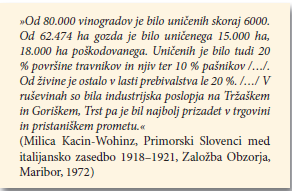 »Od 80.000 vinogradov je bilo uničenih skoraj 6000.
Od 62.474 ha gozda je bilo uničenega 15.000 ha,
18.000 ha poškodovanega. Uničenih je bilo tudi 20
% površine travnikov in njiv ter 10 % pašnikov /…/.
Od živine je ostalo v lasti prebivalstva le 20 %. /…/ V
ruševinah so bila industrijska poslopja na Tržaškem
in Goriškem, Trst pa je bil najbolj prizadet v trgovini
in pristaniškem prometu.«
(Milica Kacin-Wohinz, Primorski Slovenci med
italijansko zasedbo 1918–1921, Založba Obzorja,
Maribor, 1972)